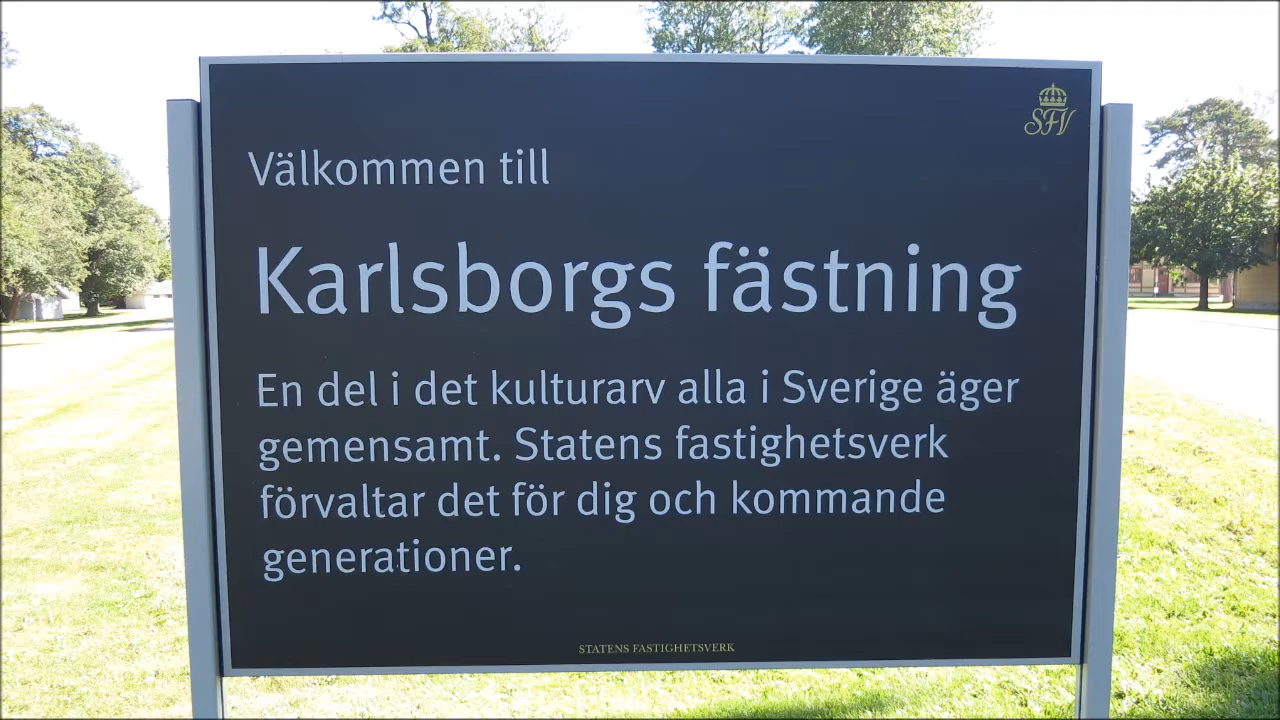 SFV
Välkommen till
Karlsborgs fästning
En del i det kulturarv alla i Sverige äger
gemensamt. Statens fastighetsverk
förvaltar det för dig och kommande
generationer.
STATENS FASTIGHETSVERK